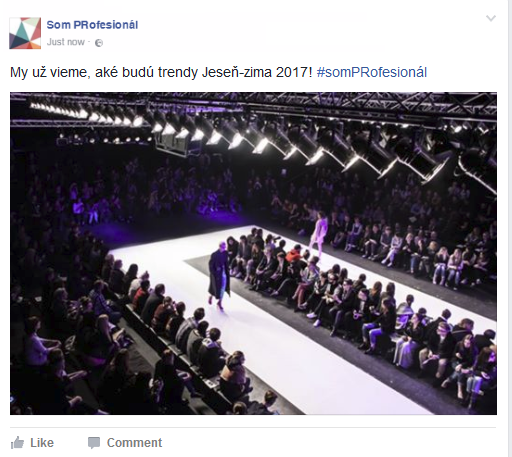 Som PRofesionál
Just now ·
My už vieme, aké budú trendy Jeseň-zima 2017! #somPRofesionál
Like Comment